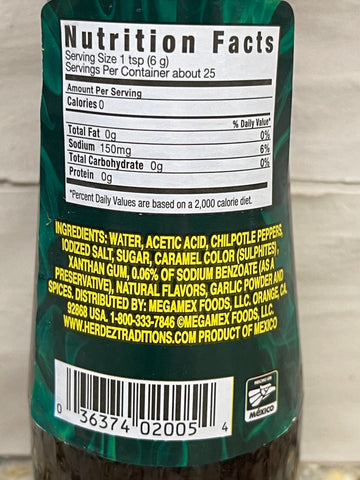 Nutrition Facts
Serving Size 1 tsp (6 g)
Servings Per Container about 25
Amount Per Serving
Calories 0
% Daily Value*
Total Fat 0g 0%
Sodium 150mg 6%
Total Carbohydrate 0g 0%
Protein 0g
*Percent Daily Values are based on a 2,000 calorie diet.
INGREDIENTS: WATER, ACETIC ACID, CHILPOTLE PEPPERS,
IODIZED SALT, SUGAR, CARAMEL COLOR (SULPHITES),
XANTHAN GUM, 0.06% OF SODIUM BENZOATE (AS A
PRESERVATIVE), NATURAL FLAVORS, GARLIC POWDER AND
SPICES. DISTRIBUTED BY: MEGAMEX FOODS, LLC. ORANGE, CA.
92868 USA. 1-800-333-7846 ©MEGAMEX FOODS, LLC.
WWW.HERDEZTRADITIONS.COM PRODUCT OF MEXICO
HECHO EN
MÉXICO
0 36374 02005 4